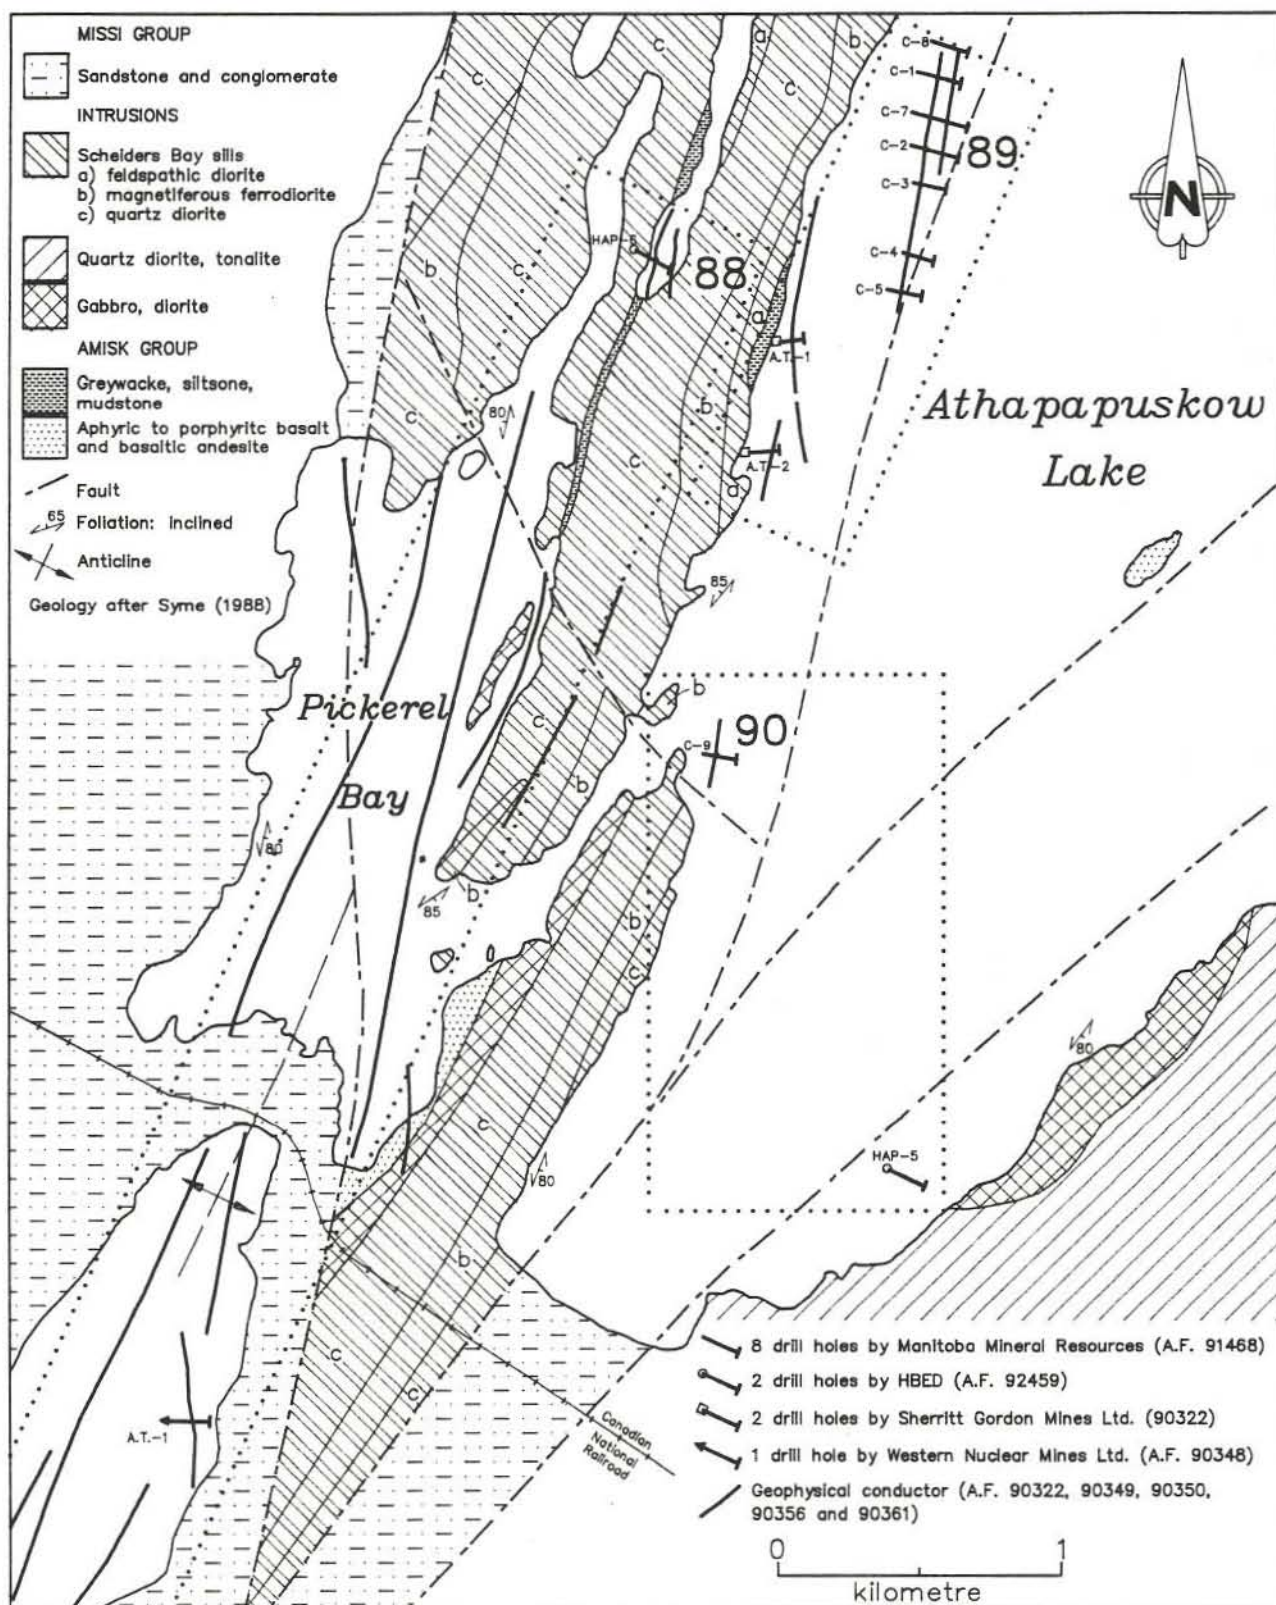 MISSI GROUP
Sandstone and conglomerate
INTRUSIONS
Scheiders Bay sills
a) feldspathic diorite
b) magnetiferous ferrodiorite
c) quartz diorite
Quartz diorite, tonalite
Gabbro, diorite
AMISK GROUP
Greywacke, siltsone,
mudstone
Aphyric to porphyritc basalt
and basaltic andesite
Fault
65 Foliation: inclined
Anticline
Geology after Syme (1988)
c
c
a
b
c
C-8
C-1
C-7
C-2
89
C-3
C-4
C-5
N
HAP-6
88
b
c
c
a
A.T.-1
80
c
b
c
A.T.-2
a
Athapapuskow
Lake
85
Pickerel
Bay
c
b
b
C-9
90
80
85
b
b
c
80
c
80
HAP-5
b
c
c
A.T.-1
Canadian
National
Railroad
8 drill holes by Manitoba Mineral Resources (A.F. 91468)
2 drill holes by HBED (A.F. 92459)
2 drill holes by Sherritt Gordon Mines Ltd. (90322)
1 drill hole by Western Nuclear Mines Ltd. (A.F. 90348)
Geophysical conductor (A.F. 90322, 90349, 90350,
90356 and 90361)
0 1
kilometre